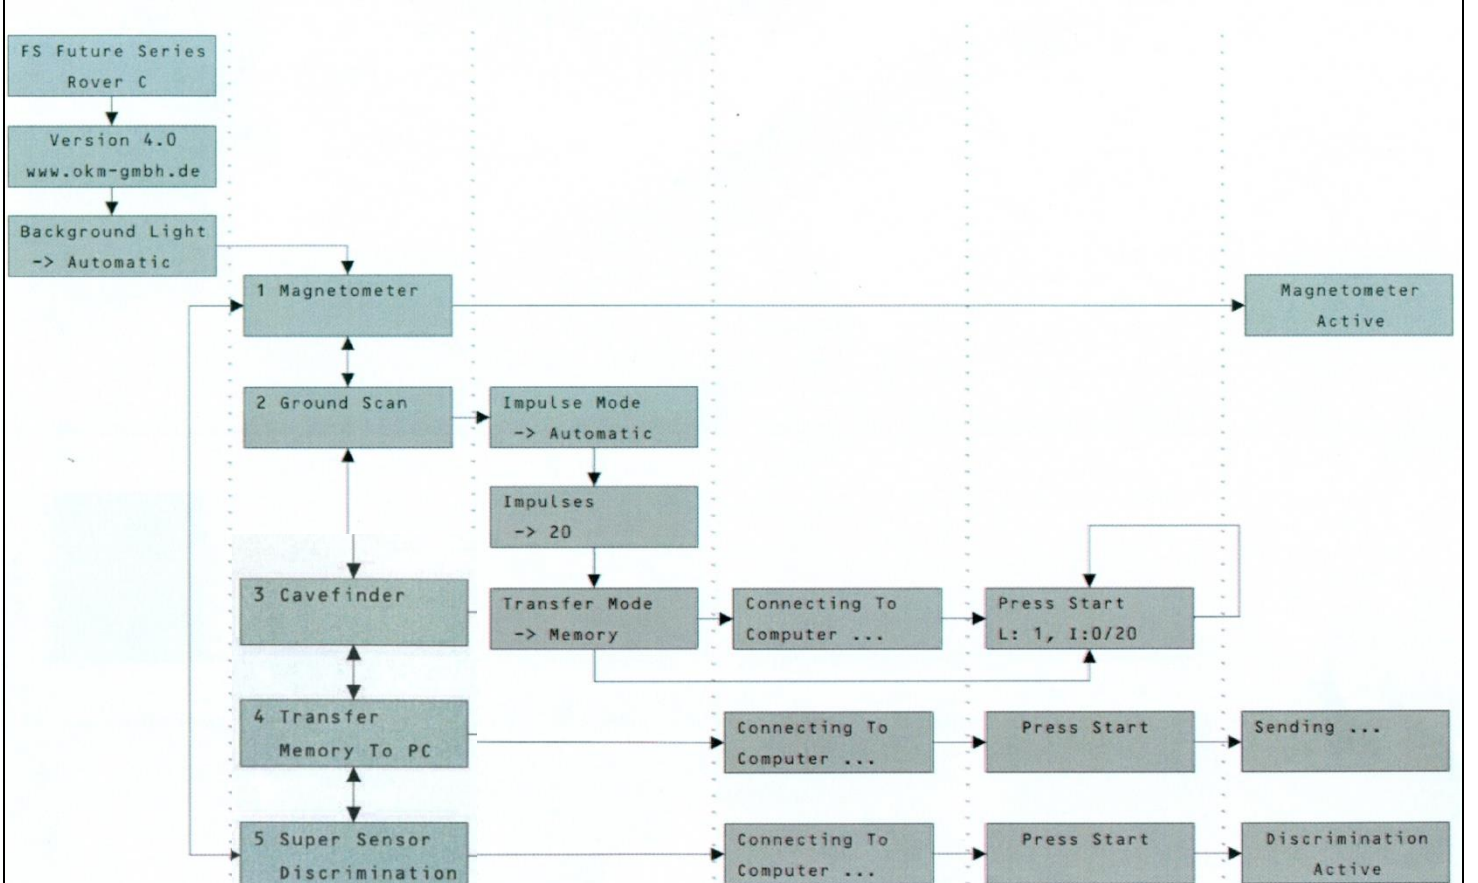 FS Future Series
Rover C
Version 4.0
www.okm-gmbh.de
Background Light
-> Automatic
1 Magnetometer
Magnetometer
Active
2 Ground Scan
Impulse Mode
-> Automatic
Impulses
-> 20
3 Cavefinder
Transfer Mode
-> Memory
Connecting To
Computer ...
Press Start
L: 1, I:0/20
4 Transfer
Memory To PC
Connecting To
Computer ...
Press Start
Sending ...
5 Super Sensor
Discrimination
Connecting To
Computer ...
Press Start
Discrimination
Active